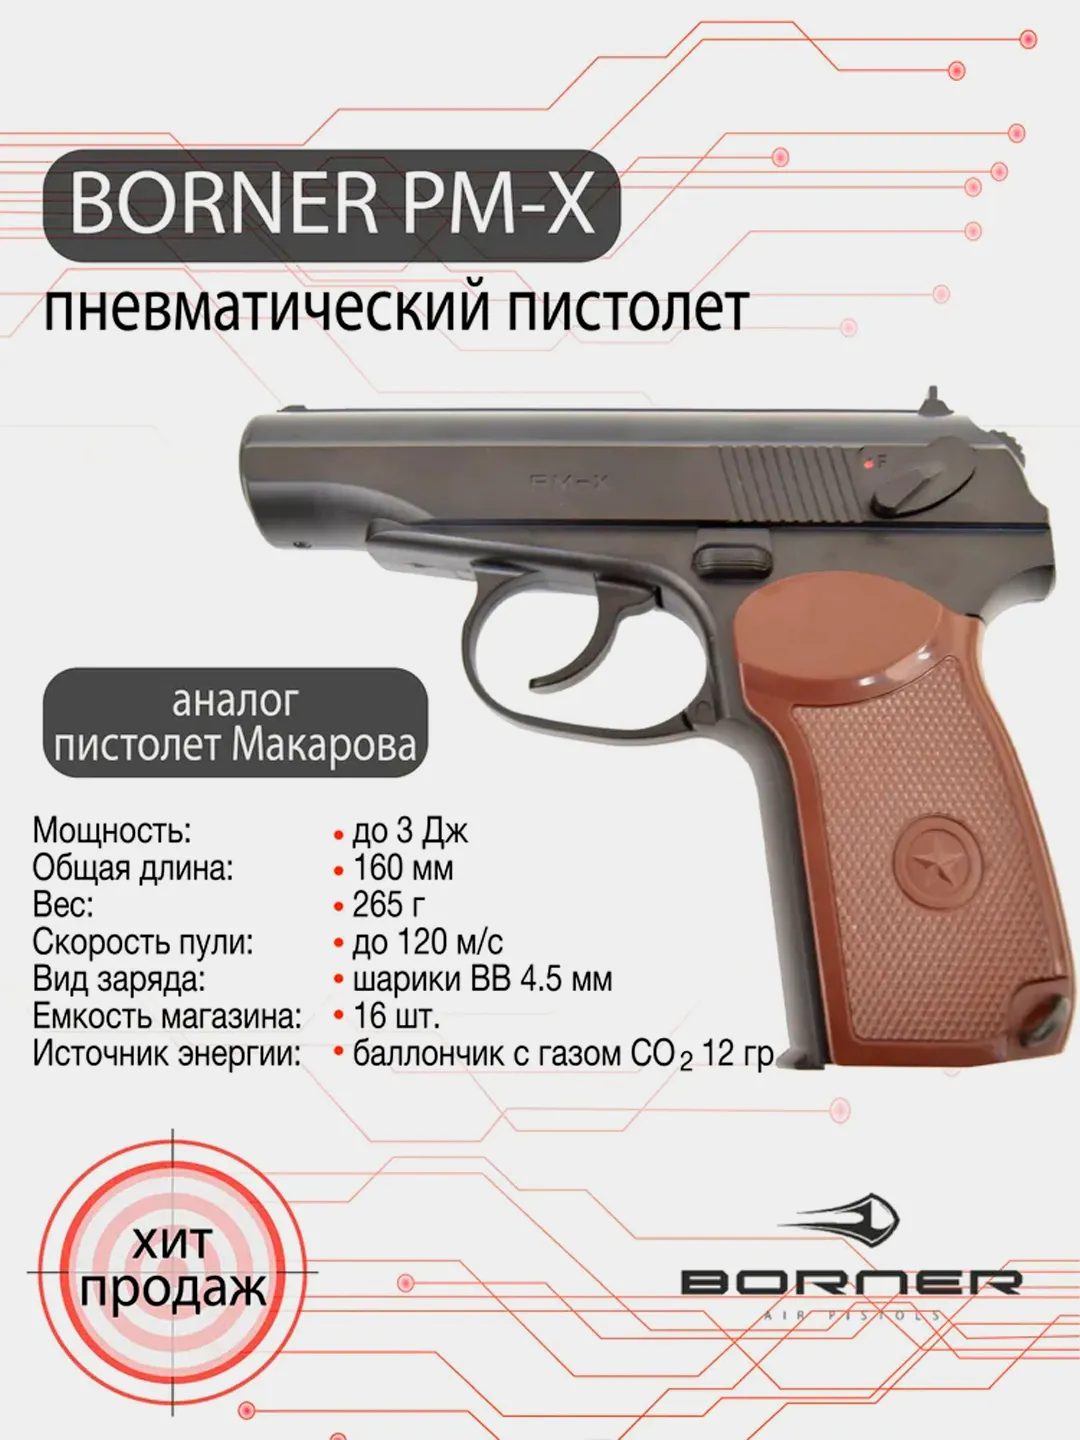 BORNER PM-X
пневматический пистолет
PM-X
F
аналог
пистолет Макарова
Мощность: • до 3 Дж
Общая длина: • 160 мм
Вес: • 265 г
Скорость пули: • до 120 м/с
Вид заряда: • шарики ВВ 4.5 мм
Емкость магазина: • 16 шт.
Источник энергии: • баллончик с газом CO2 12 гр
хит
продаж
BORNER
AIR PISTOLS